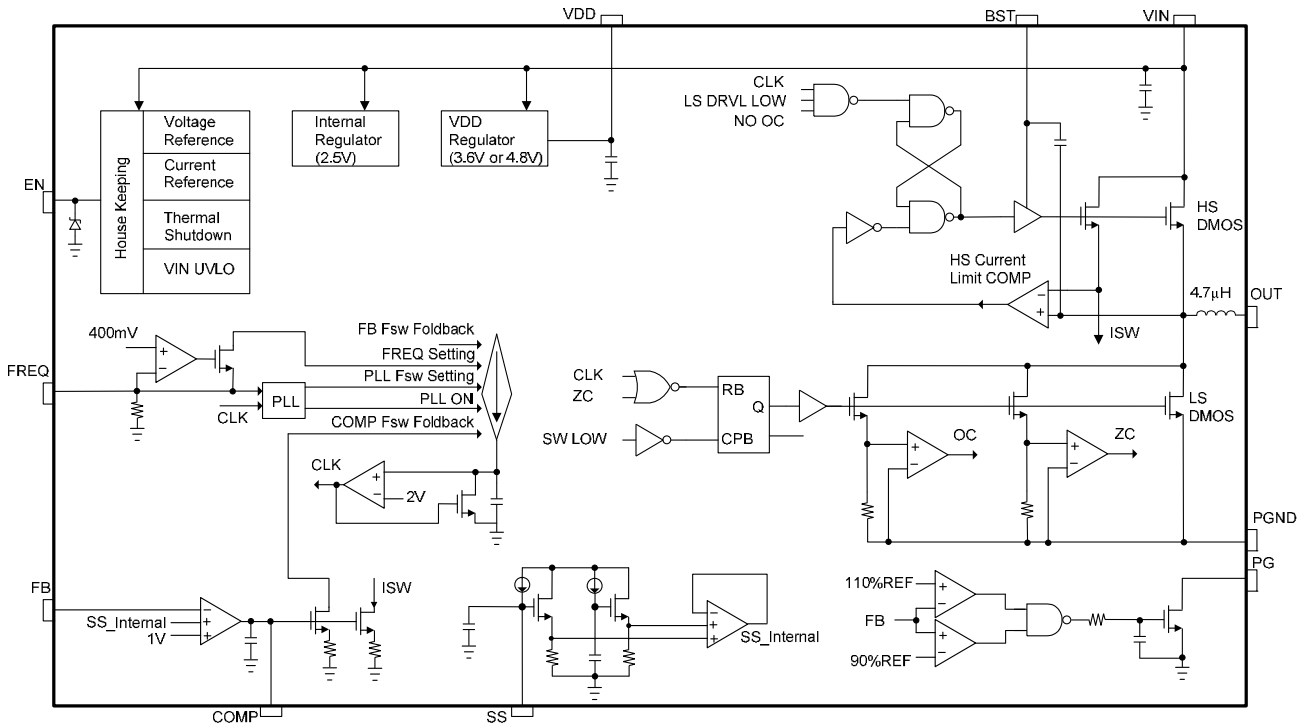 VDD
BST
VIN
CLK
LS DRVL LOW
NO OC
House Keeping
Voltage
Reference
Current
Reference
Thermal
Shutdown
VIN UVLO
Internal
Regulator
(2.5V)
VDD
Regulator
(3.6V or 4.8V)
EN
HS
DMOS
HS Current
Limit COMP
-
+
ISW
4.7µH
OUT
400mV
+
-
FREQ
PLL
CLK
FB Fsw Foldback
FREQ Setting
PLL Fsw Setting
PLL ON
COMP Fsw Foldback
CLK
+
-
2V
CLK
ZC
SW LOW
RB
Q
CPB
LS
DMOS
+
-
OC
+
-
ZC
PGND
PG
FB
SS_Internal
1V
-
+
+
ISW
COMP
SS
-
+
+
SS_Internal
110%REF
FB
90%REF
+
-
+
-